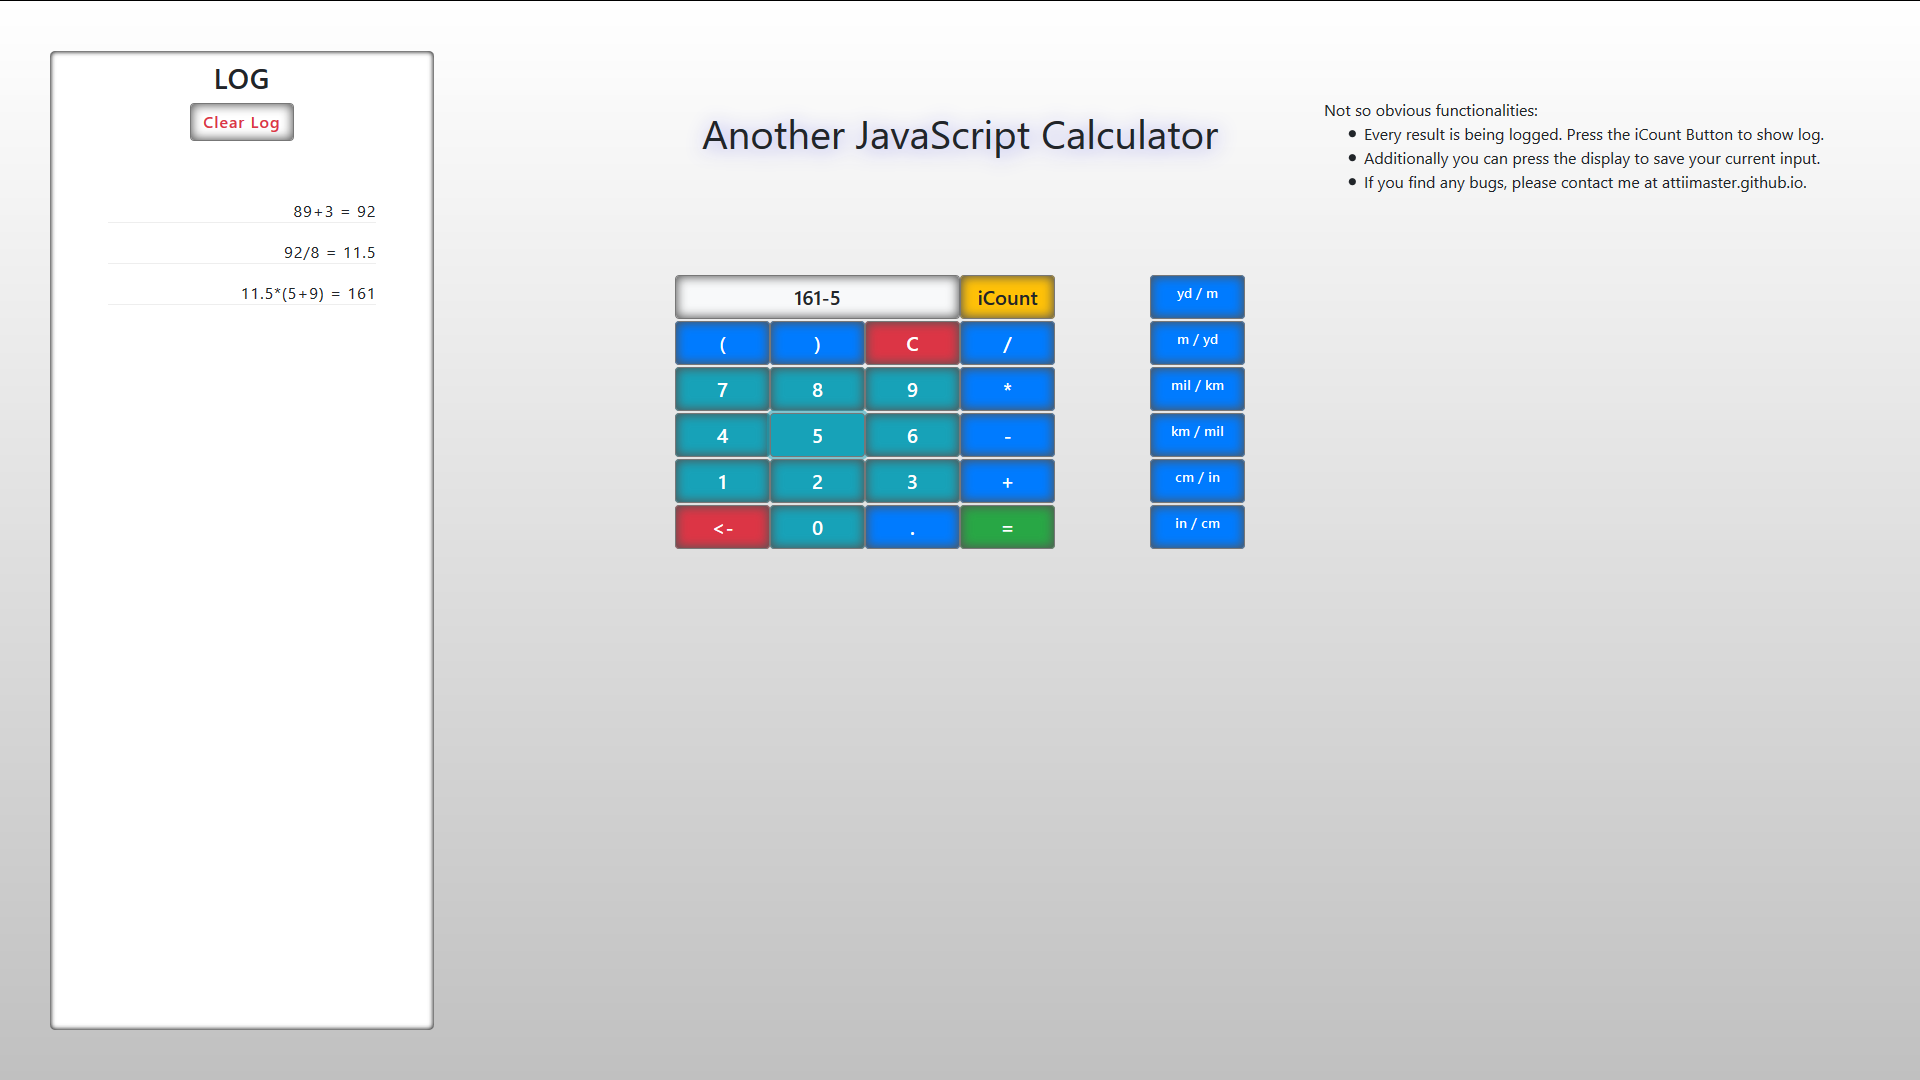 LOG
Clear Log
89+3 = 92
92/8 = 11.5
11.5*(5+9) = 161
Another JavaScript Calculator
161-5 iCount
( ) C /
7 8 9 *
4 5 6 -
1 2 3 +
<- 0 . =
yd / m
m / yd
mil / km
km / mil
cm / in
in / cm
Not so obvious functionalities:
Every result is being logged. Press the iCount Button to show log.
Additionally you can press the display to save your current input.
If you find any bugs, please contact me at attiimaster.github.io.